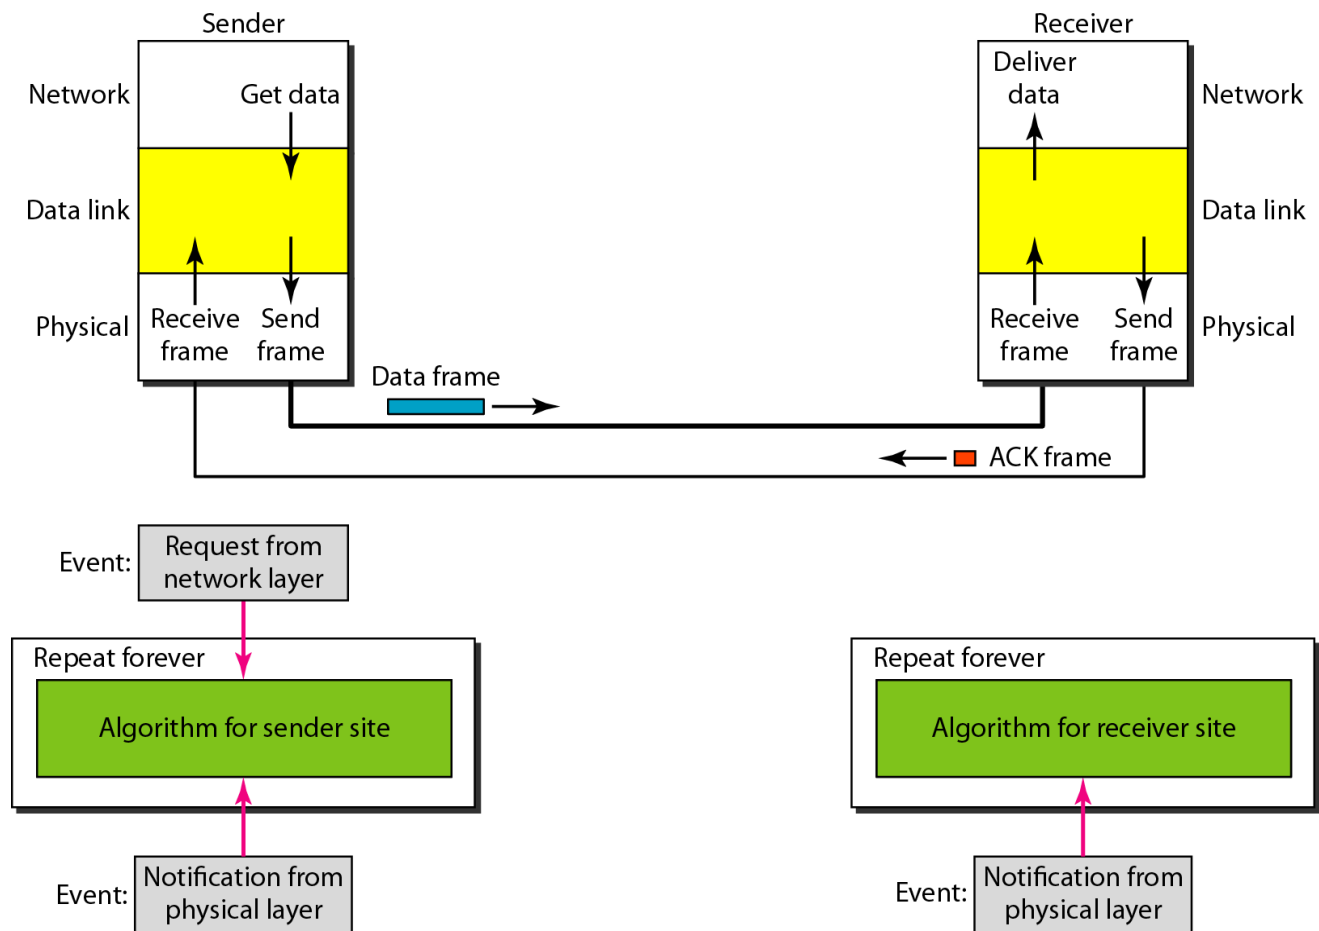 Sender
Receiver
Network
Get data
Deliver
data
Network
Data link
Data link
Physical
Receive
frame
Send
frame
Receive
frame
Send
frame
Physical
Data frame
ACK frame
Event:
Request from
network layer
Repeat forever
Algorithm for sender site
Repeat forever
Algorithm for receiver site
Event:
Notification from
physical layer
Event:
Notification from
physical layer